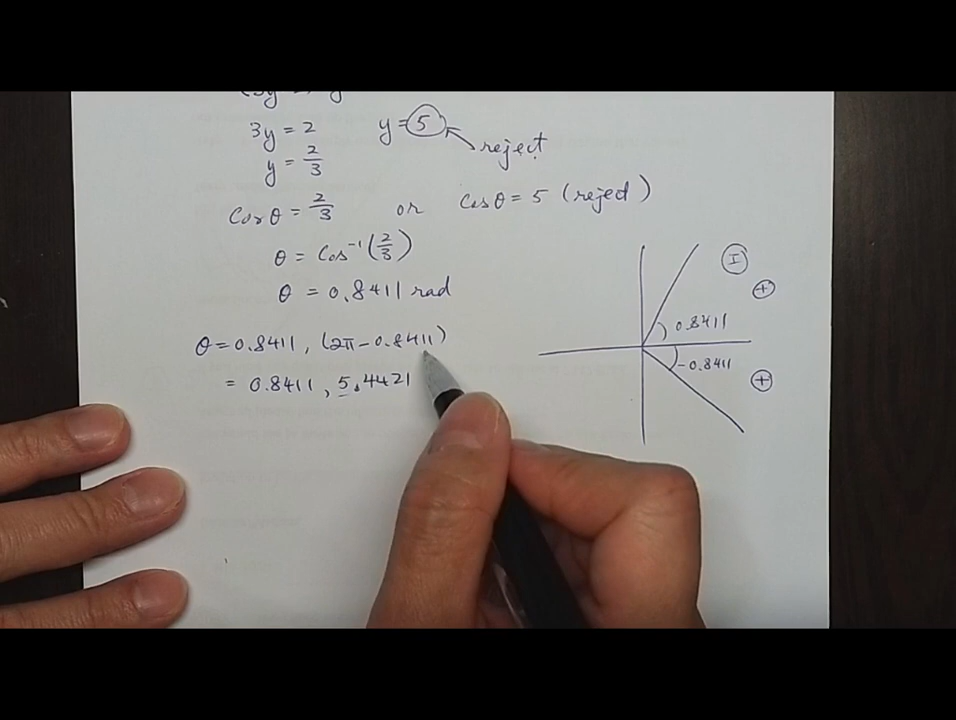 3y = 2 y = 5 reject
y = 2/3
Cos θ = 2/3 or Cos θ = 5 (reject)
θ = Cos⁻¹ (2/3)
θ = 0.8411 rad
θ = 0.8411, (2π - 0.8411)
= 0.8411, 5.4421
I
+
0.8411
-0.8411
+